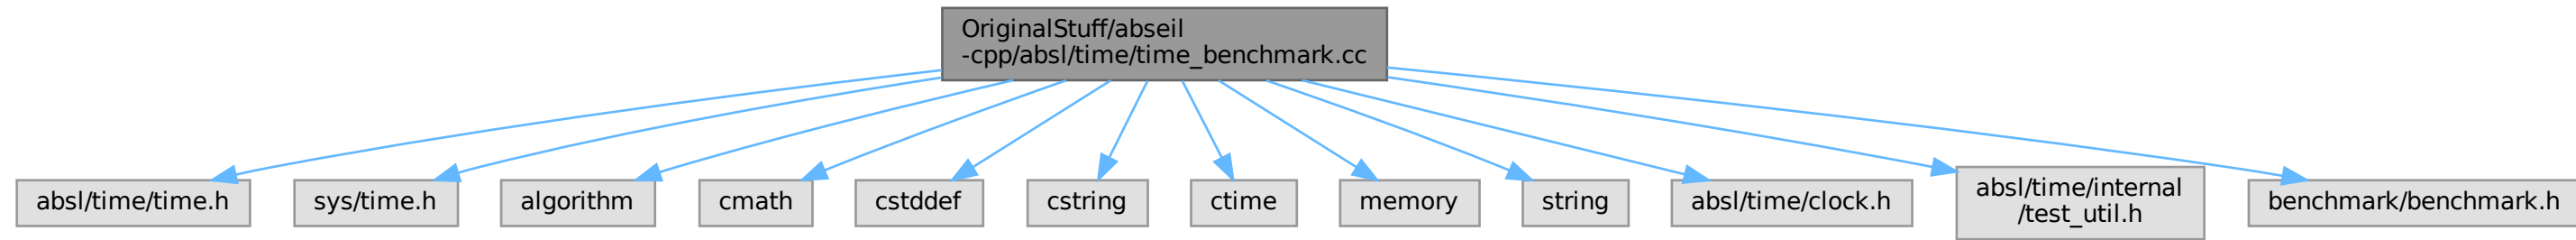 OriginalStuff/abseil
-cpp/absl/time/time_benchmark.cc
absl/time/time.h
sys/time.h
algorithm
cmath
cstddef
cstring
ctime
memory
string
absl/time/clock.h
absl/time/internal
/test_util.h
benchmark/benchmark.h